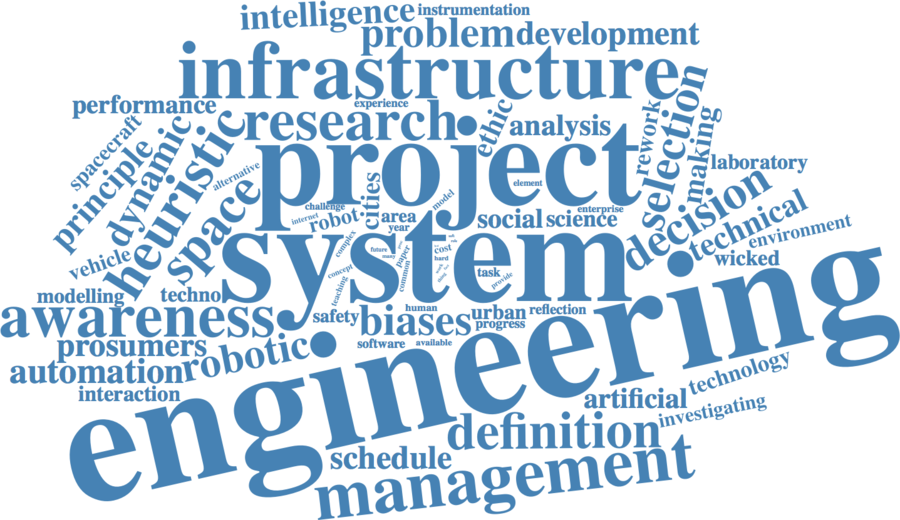 intelligence
instrumentation
problem
development
infrastructure
performance
experience
research
ethic
analysis
rework
selection
making
spacecraft
principle
dynamic
heuristic
alternative
space
project
element
laboratory
decision
technical
environment
wicked
challenge
internet
robot
cities
area
year
model
social
science
enterprise
vehicle
system
complex
concept
teaching
future
many
paper
common
cost
hard
task
provide
modelling
techno
awareness
safety
human
biases
urban
progress
reflection
software
available
prosumers
automation
robotic
interaction
engineering
artificial
technology
investigating
definition
schedule
management